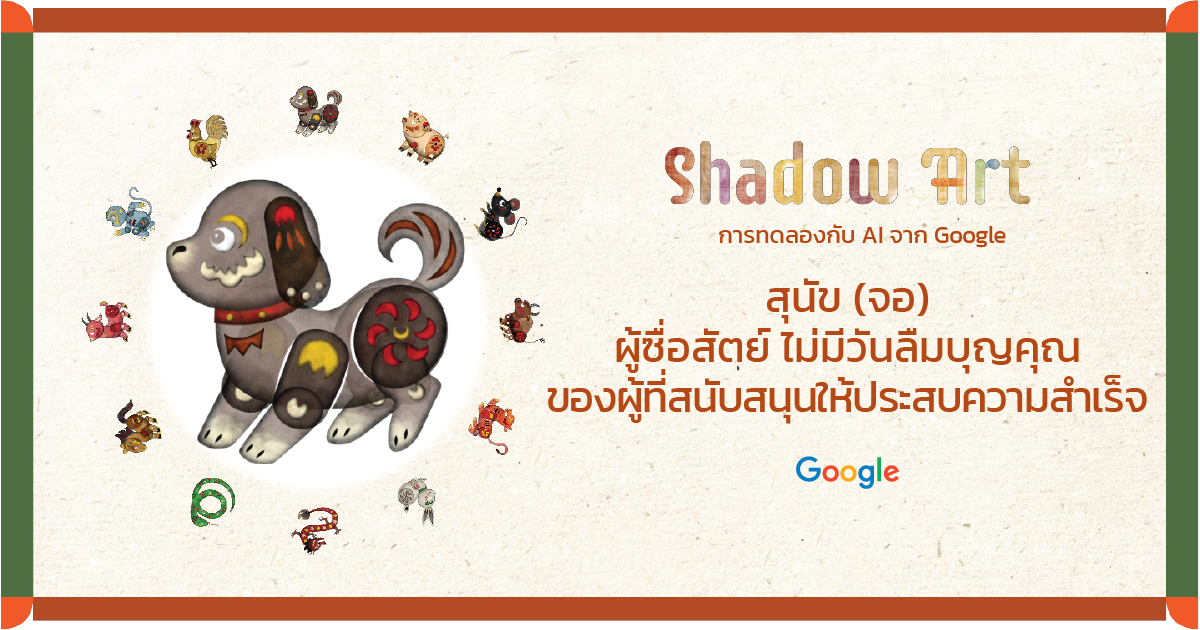 Shadow Art
การทดลองกับ AI จาก Google
สุนัข (จอ)
ผู้ซื่อสัตย์ ไม่มีวันลืมบุญคุณ
ของผู้ที่สนับสนุนให้ประสบความสำเร็จ
Google